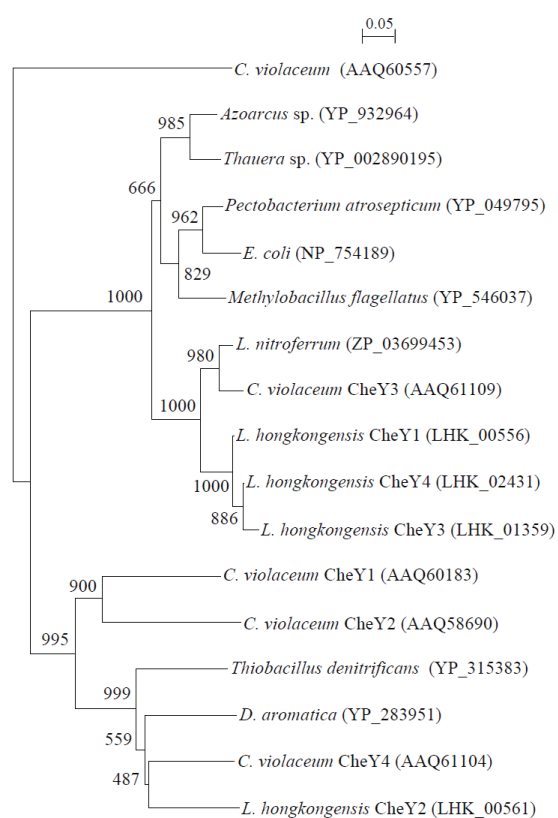 0.05
C. violaceum (AAQ60557)
Azoarcus sp. (YP_932964)
985
Thauera sp. (YP_002890195)
666
Pectobacterium atrosepticum (YP_049795)
962
E. coli (NP_754189)
829
Methylobacillus flagellatus (YP_546037)
1000
L. nitroferrum (ZP_03699453)
980
C. violaceum CheY3 (AAQ61109)
1000
L. hongkongensis CheY1 (LHK_00556)
1000
L. hongkongensis CheY4 (LHK_02431)
886
L. hongkongensis CheY3 (LHK_01359)
C. violaceum CheY1 (AAQ60183)
900
C. violaceum CheY2 (AAQ58690)
995
Thiobacillus denitrificans (YP_315383)
999
D. aromatica (YP_283951)
559
C. violaceum CheY4 (AAQ61104)
487
L. hongkongensis CheY2 (LHK_00561)